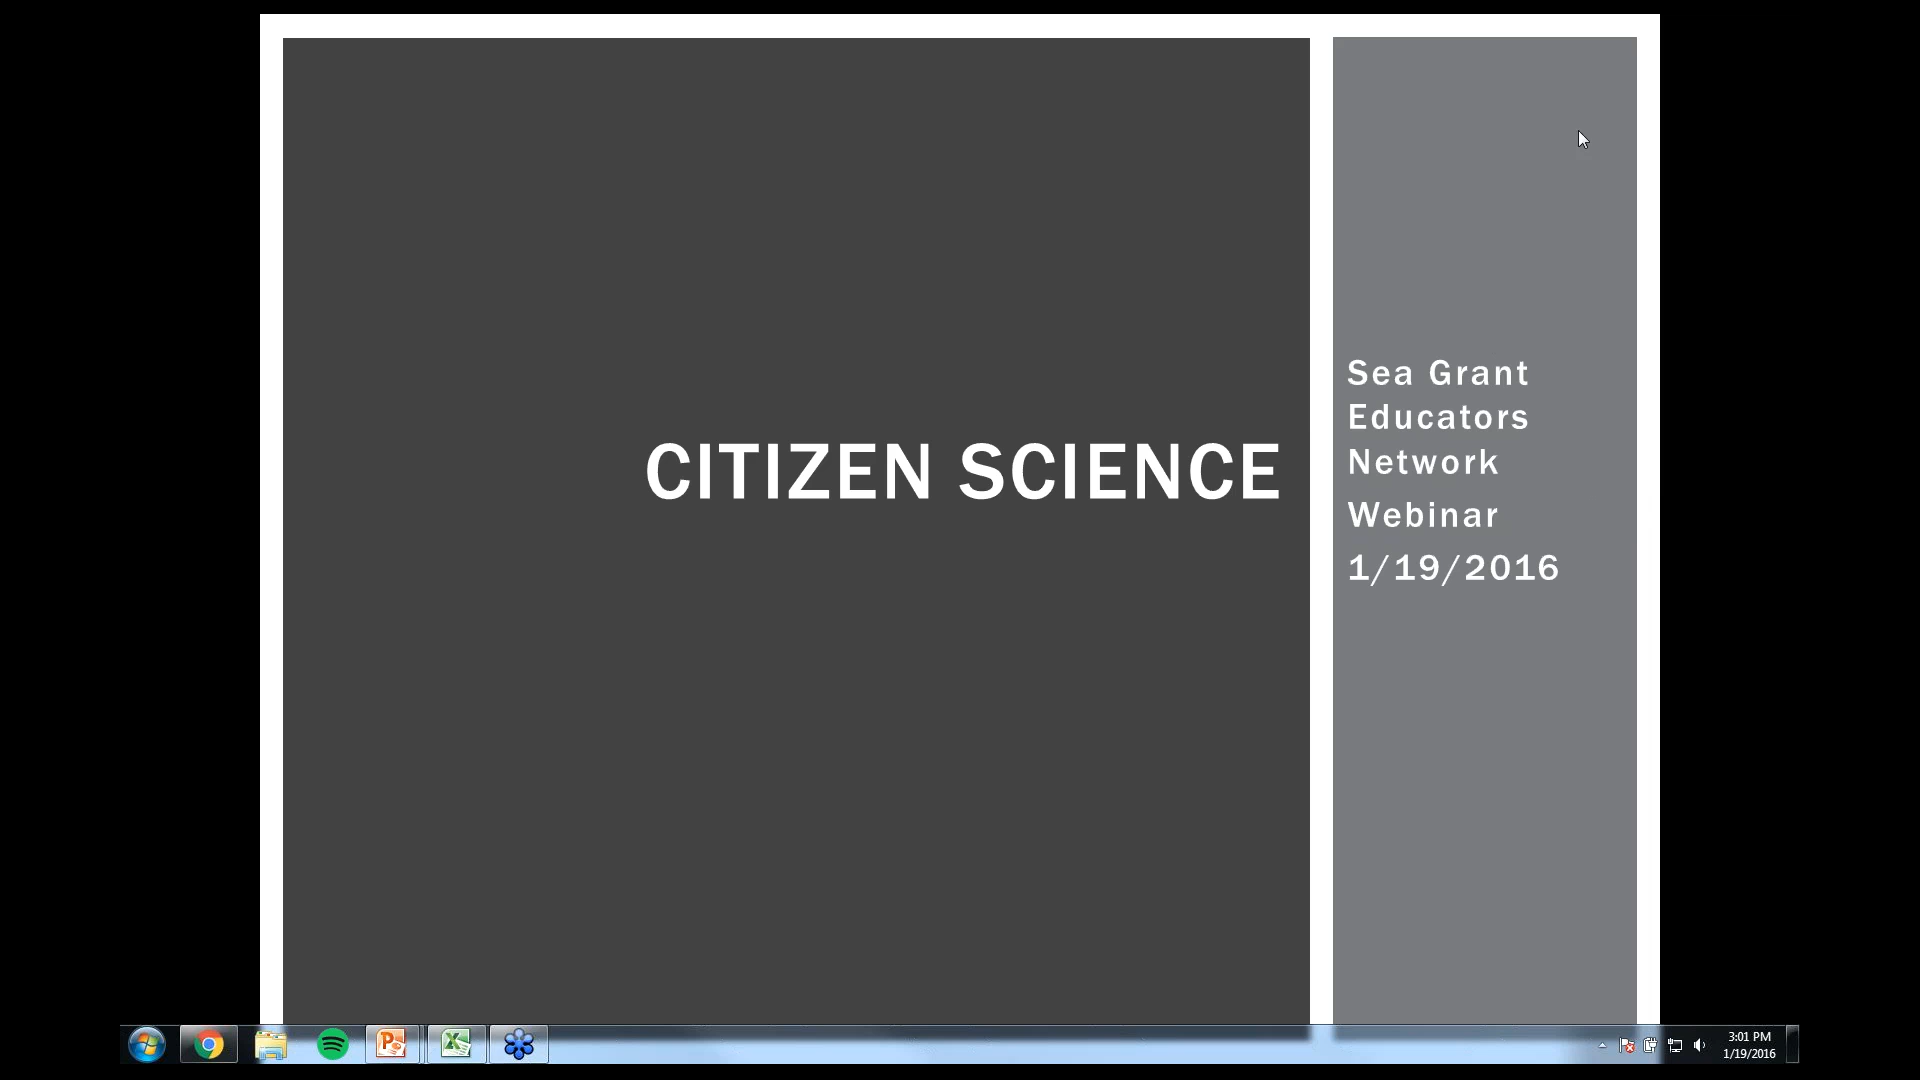 CITIZEN SCIENCE
Sea Grant
Educators
Network
Webinar
1/19/2016
3:01 PM
1/19/2016